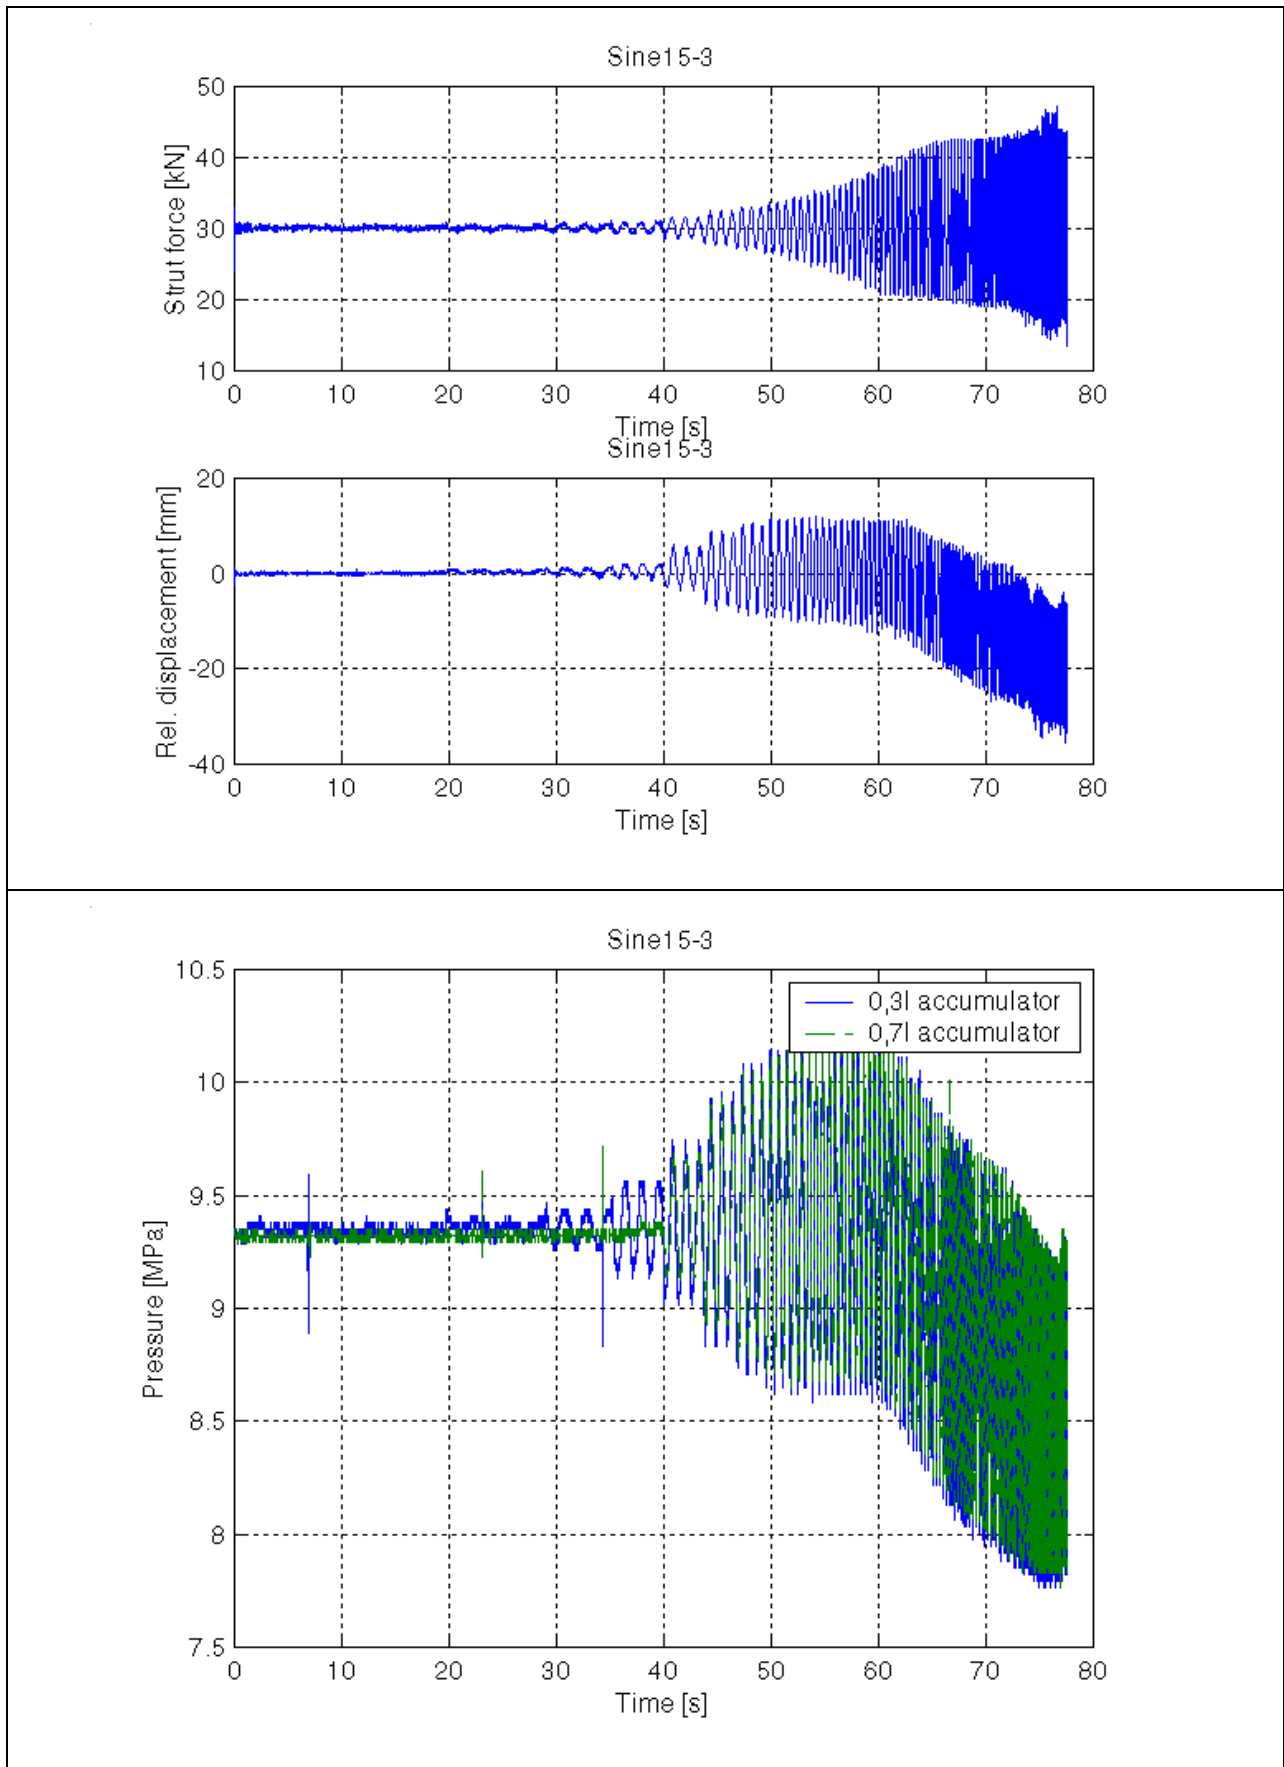 Sine15-3
50
40
30
20
10
Strut force [kN]
0 10 20 30 40 50 60 70 80
Time [s]
Sine15-3
20
0
-20
-40
Rel. displacement [mm]
0 10 20 30 40 50 60 70 80
Time [s]
Sine15-3
10.5
10
9.5
9
8.5
8
7.5
Pressure [MPa]
0,3l accumulator
0,7l accumulator
0 10 20 30 40 50 60 70 80
Time [s]